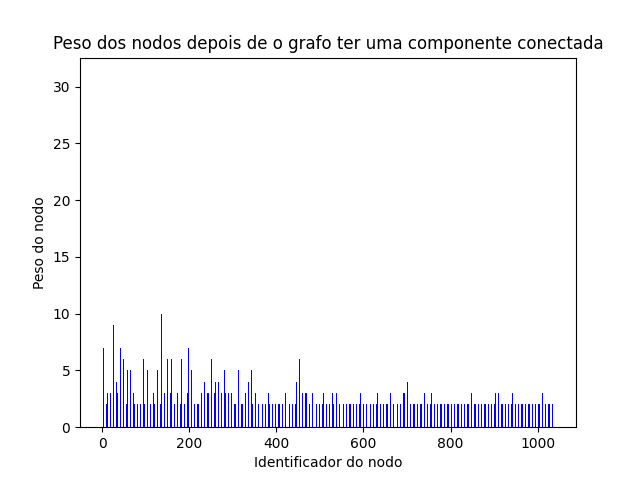 Peso dos nodos depois de o grafo ter uma componente conectada
30
25
20
15
10
5
0
Peso do nodo
0 200 400 600 800 1000
Identificador do nodo